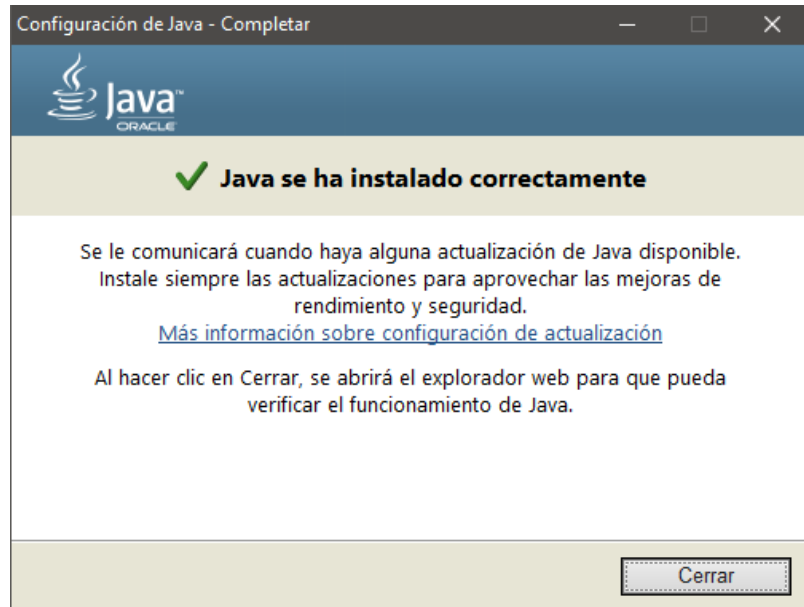 Configuración de Java - Completar
Java™
ORACLE
Java se ha instalado correctamente
Se le comunicará cuando haya alguna actualización de Java disponible.
Instale siempre las actualizaciones para aprovechar las mejoras de
rendimiento y seguridad.
Más información sobre configuración de actualización
Al hacer clic en Cerrar, se abrirá el explorador web para que pueda
verificar el funcionamiento de Java.
Cerrar